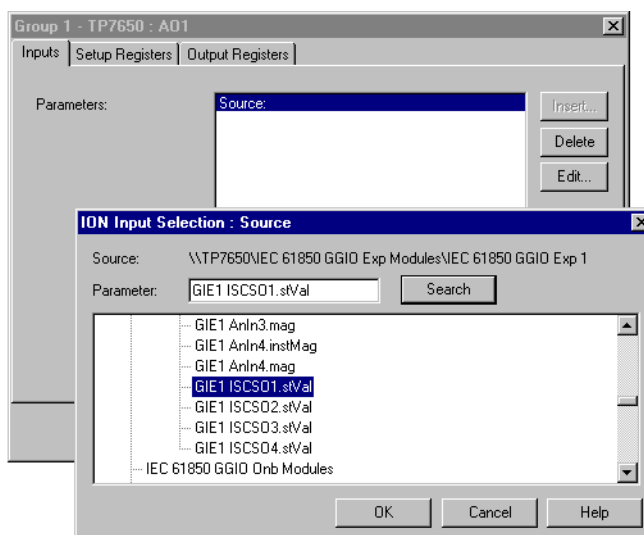 Group 1 - TP7650 : AO1
Inputs Setup Registers Output Registers
Parameters: Source: Insert...
Delete
Edit...
ION Input Selection : Source
Source: \\TP7650\IEC 61850 GGIO Exp Modules\IEC 61850 GGIO Exp 1
Parameter: GIE1 ISCSO1.stVal Search
GIE1 AnIn3.mag
GIE1 AnIn4.instMag
GIE1 AnIn4.mag
GIE1 ISCSO1.stVal
GIE1 ISCSO2.stVal
GIE1 ISCSO3.stVal
GIE1 ISCSO4.stVal
IEC 61850 GGIO Onb Modules
OK Cancel Help